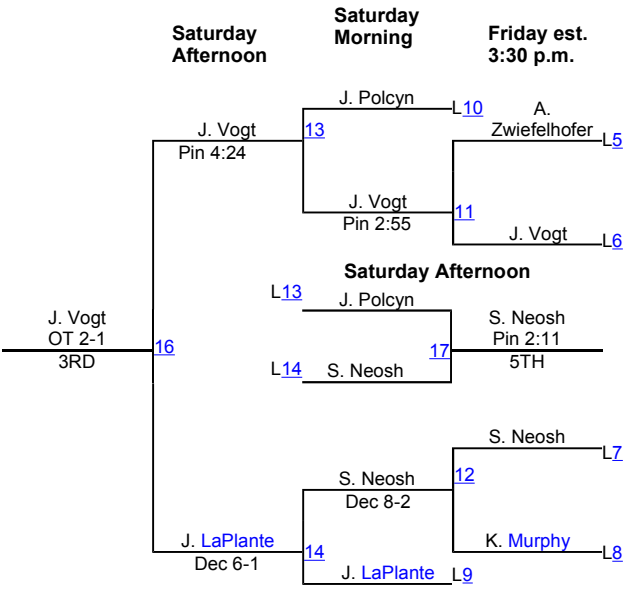 Saturday
Afternoon
Saturday
Morning
Friday est.
3:30 p.m.
J. Polcyn
L10
A.
Zwiefelhofer
L5
J. Vogt
13
Pin 4:24
J. Vogt
11
Pin 2:55
J. Vogt
L6
Saturday Afternoon
L13
J. Polcyn
J. Vogt
OT 2-1
16
3RD
S. Neosh
Pin 2:11
17
5TH
L14
S. Neosh
S. Neosh
L7
S. Neosh
12
Dec 8-2
J. LaPlante
14
Dec 6-1
K. Murphy
L8
J. LaPlante
L9